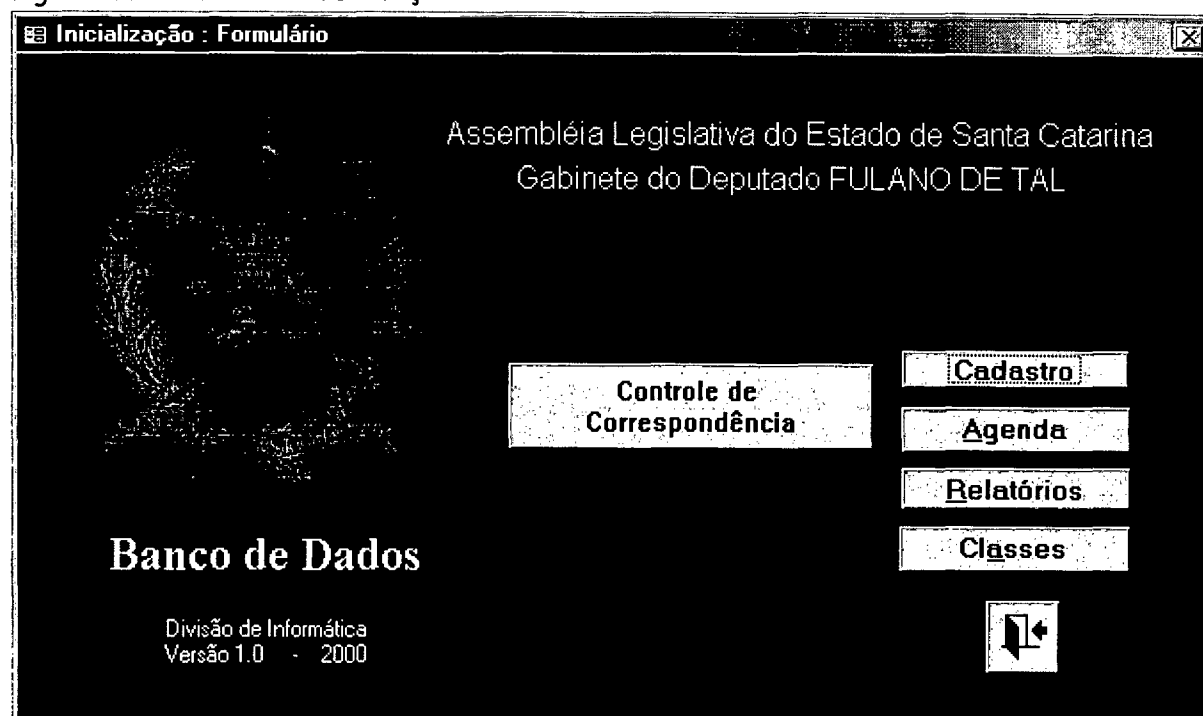 Inicialização : Formulário
Assembléia Legislativa do Estado de Santa Catarina
Gabinete do Deputado FULANO DE TAL
Controle de
Correspondência
Cadastro
Agenda
Relatórios
Classes
Banco de Dados
Divisão de Informática
Versão 1.0 - 2000